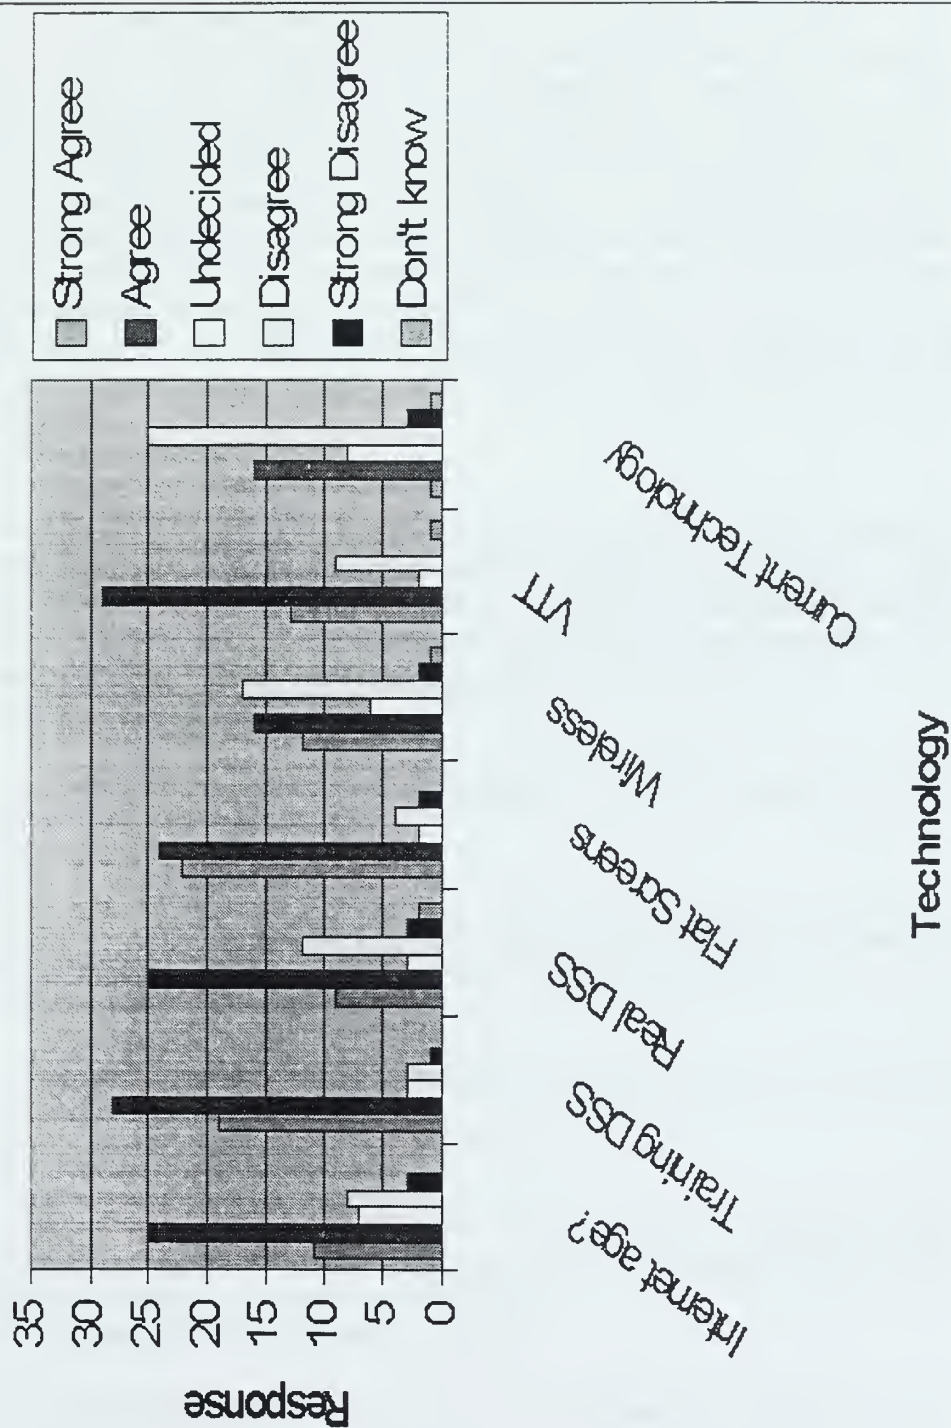 Response
35
30
25
20
15
10
5
0
Internet age?
Training DSS
Real DSS
Flat Screens
Wireless
VTT
Current Technology
Technology
Strong Agree
Agree
Undecided
Disagree
Strong Disagree
Don't know